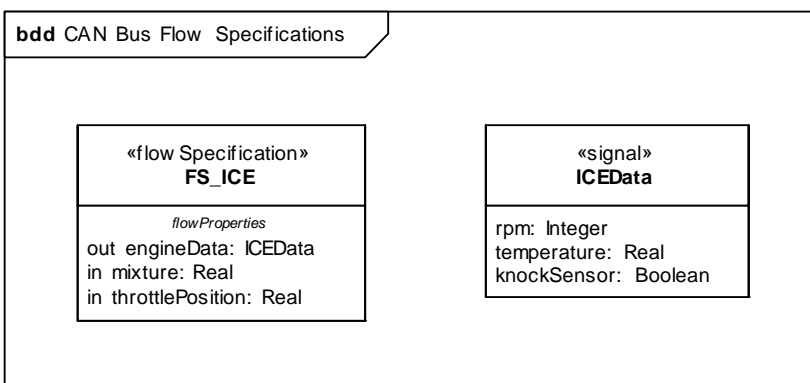 bdd CAN Bus Flow Specifications
«flow Specification»
FS_ICE
flowProperties
out engineData: ICEData
in mixture: Real
in throttlePosition: Real
«signal»
ICEData
rpm: Integer
temperature: Real
knockSensor: Boolean